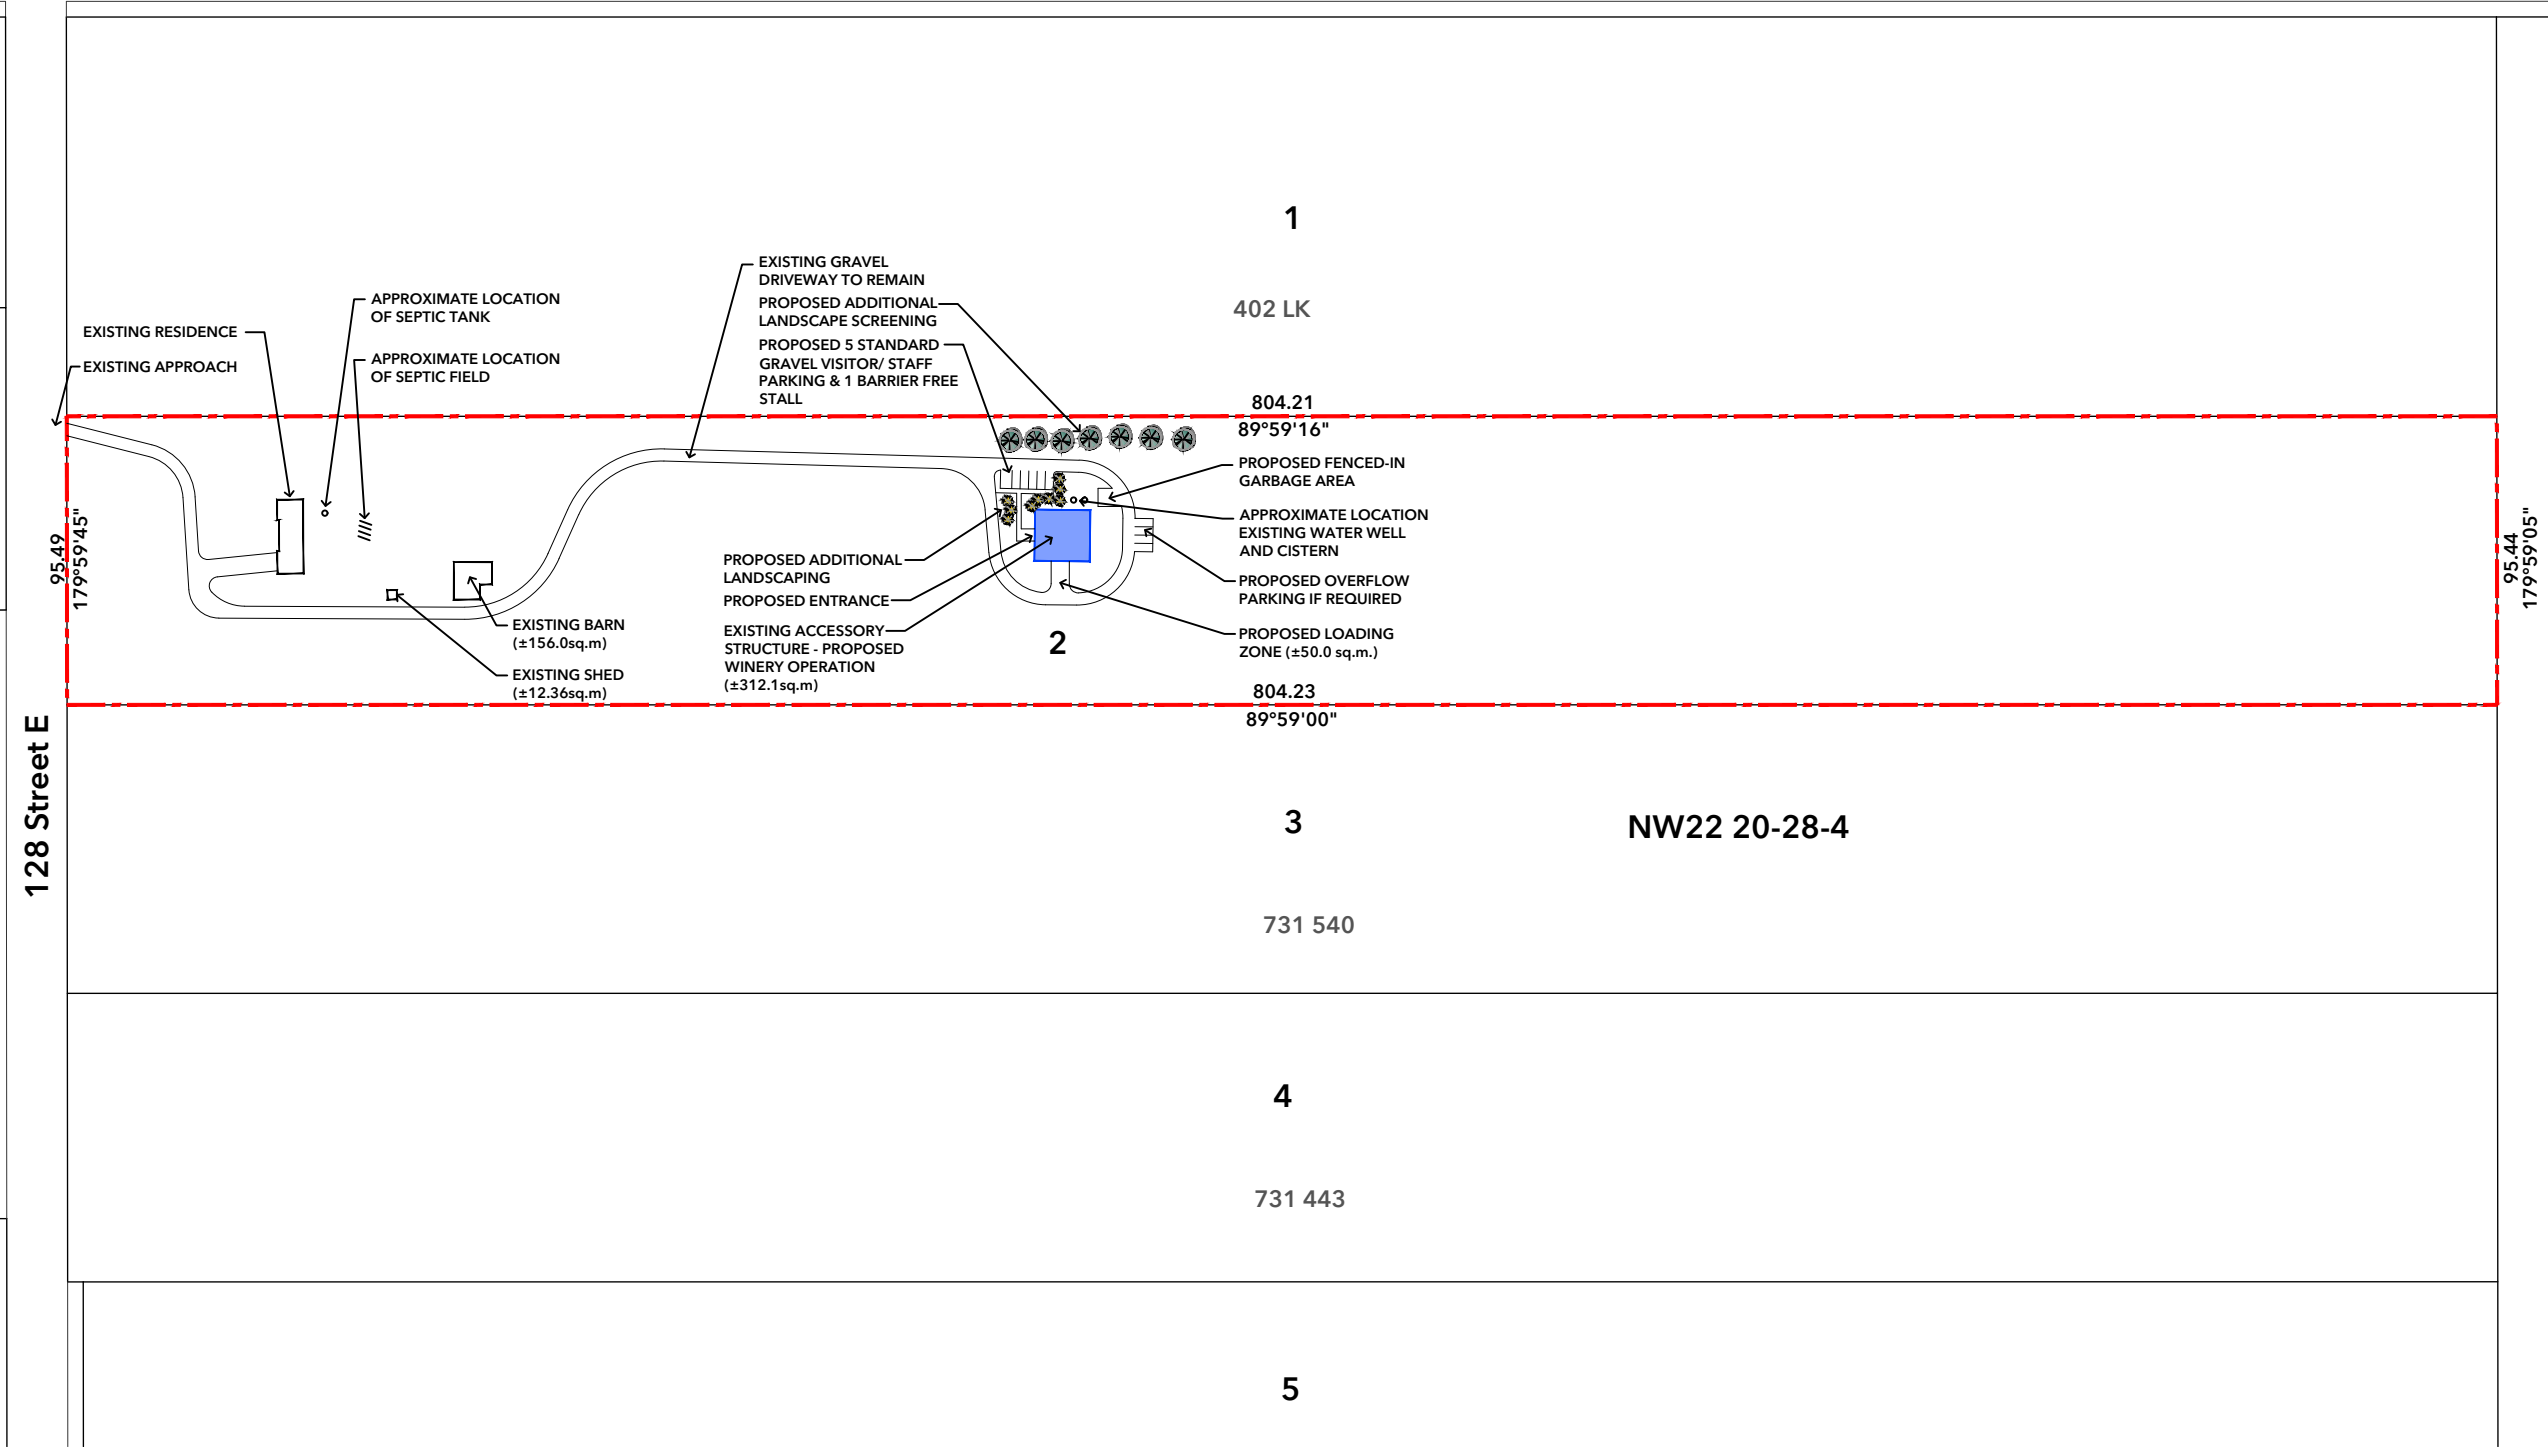 1
402 LK
EXISTING GRAVEL
DRIVEWAY TO REMAIN
PROPOSED ADDITIONAL
LANDSCAPE SCREENING
PROPOSED 5 STANDARD
GRAVEL VISITOR/ STAFF
PARKING & 1 BARRIER FREE
STALL
APPROXIMATE LOCATION
OF SEPTIC TANK
APPROXIMATE LOCATION
OF SEPTIC FIELD
EXISTING RESIDENCE
EXISTING APPROACH
804.21
89°59'16"
95.49
179°59'45"
PROPOSED FENCED-IN
GARBAGE AREA
APPROXIMATE LOCATION
EXISTING WATER WELL
AND CISTERN
PROPOSED OVERFLOW
PARKING IF REQUIRED
PROPOSED LOADING
ZONE (±50.0 sq.m.)
95.44
179°59'05"
PROPOSED ADDITIONAL
LANDSCAPING
PROPOSED ENTRANCE
EXISTING ACCESSORY
STRUCTURE - PROPOSED
WINERY OPERATION
(±312.1sq.m)
EXISTING BARN
(±156.0sq.m)
EXISTING SHED
(±12.36sq.m)
2
804.23
89°59'00"
128 Street E
3
NW22 20-28-4
731 540
4
731 443
5